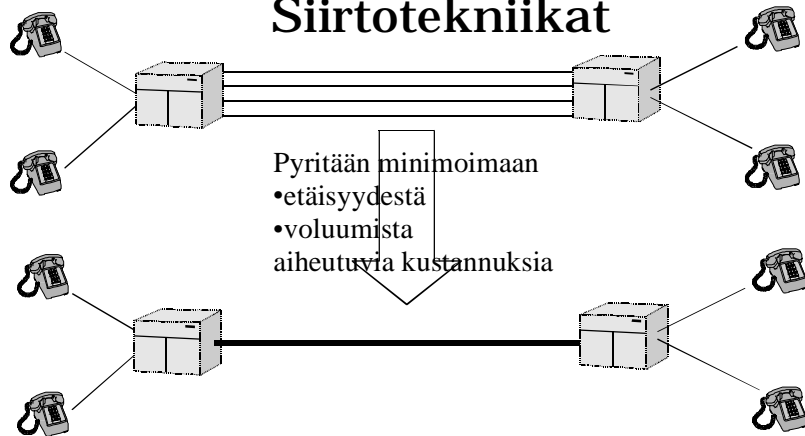 Siirtotekniikat
Pyritään minimoimaan
•etäisyydestä
•voluumista
aiheutuvia kustannuksia